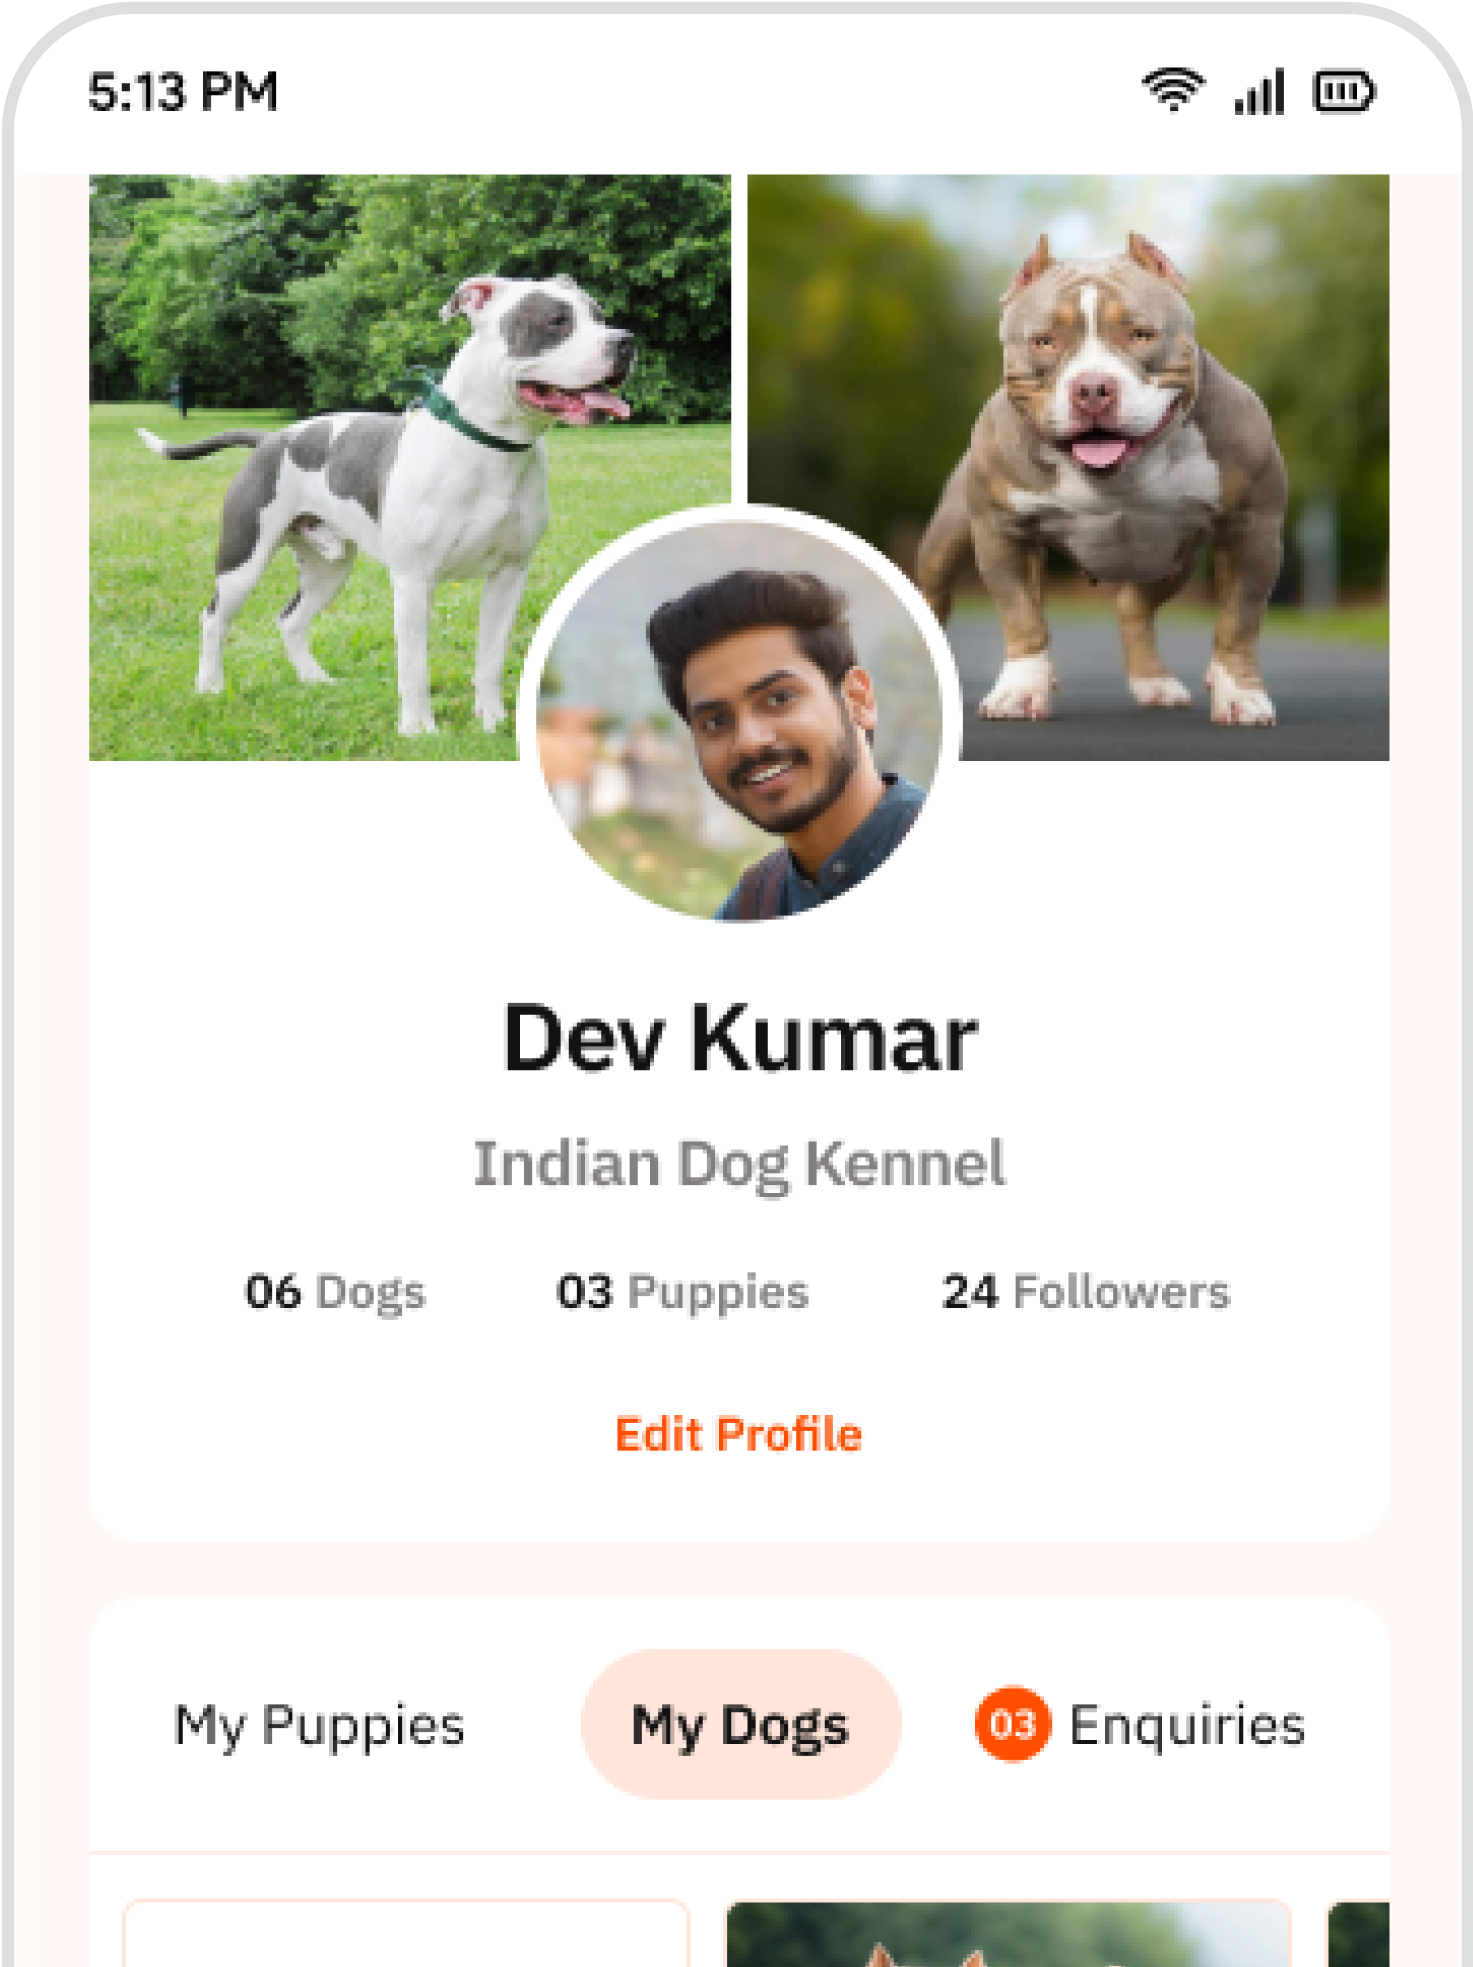 5:13 PM
Dev Kumar
Indian Dog Kennel
06 Dogs 03 Puppies 24 Followers
Edit Profile
My Puppies My Dogs 03 Enquiries